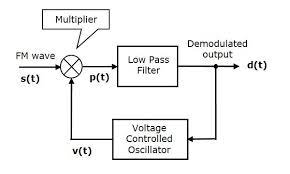 Multiplier
FM wave
s(t)
p(t)
Low Pass
Filter
Demodulated
output
d(t)
v(t)
Voltage
Controlled
Oscillator